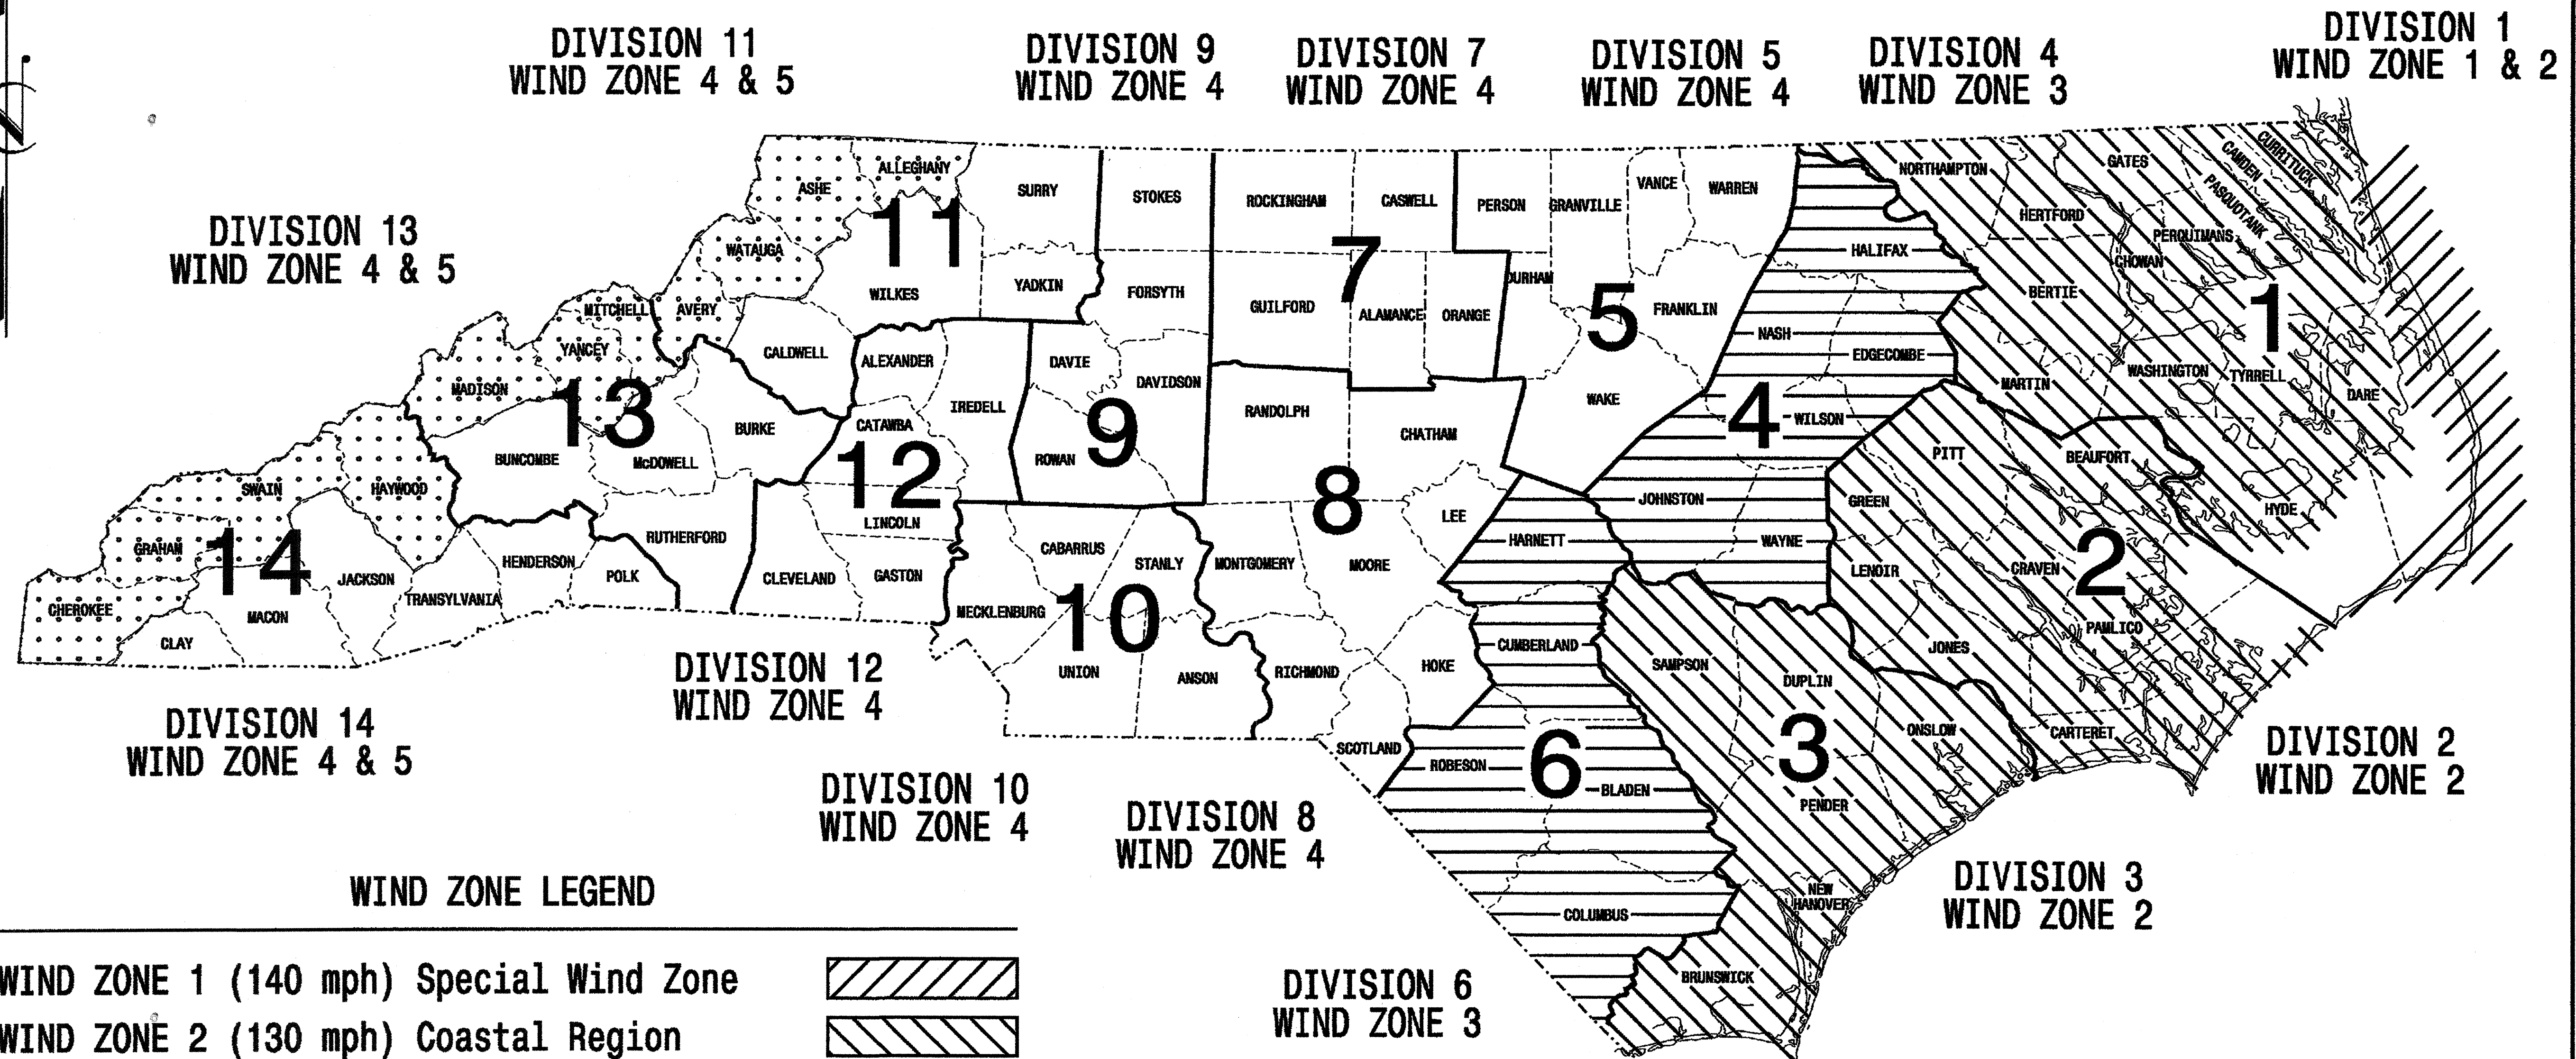 DIVISION 11
WIND ZONE 4 & 5
DIVISION 9
WIND ZONE 4
DIVISION 7
WIND ZONE 4
DIVISION 5
WIND ZONE 4
DIVISION 4
WIND ZONE 3
DIVISION 1
WIND ZONE 1 & 2
DIVISION 13
WIND ZONE 4 & 5
ASHE
ALLEGHANY
SURRY
STOKES
ROCKINGHAM
CASWELL
PERSON
GRANVILLE
VANCE
WARREN
NORTHAMPTON
GATES
CAMDEN
CURRITUCK
PASQUOTANK
HERTFORD
PERQUIMANS
CHOWAN
11
WATAUGA
WILKES
YADKIN
FORSYTH
7
GUILFORD
ALAMANCE
ORANGE
DURHAM
5
FRANKLIN
HALIFAX
BERTIE
1
MITCHELL
AVERY
YANCEY
CALDWELL
ALEXANDER
DAVIE
DAVIDSON
NASH
EDGECOMBE
MARTIN
WASHINGTON
TYRRELL
DARE
MADISON
13
BURKE
CATAWBA
IREDELL
ROWAN
9
RANDOLPH
CHATHAM
WAKE
4
WILSON
PITT
BEAUFORT
BUNCOMBE
McDOWELL
12
LINCOLN
SWAIN
HAYWOOD
8
LEE
JOHNSTON
GREEN
HYDE
GRAHAM
14
JACKSON
HENDERSON
RUTHERFORD
POLK
CLEVELAND
GASTON
CABARRUS
STANLY
MONTGOMERY
MOORE
HARNETT
WAYNE
LENOIR
CRAVEN
2
CHEROKEE
MACON
CLAY
TRANSYLVANIA
MECKLENBURG
10
UNION
ANSON
RICHMOND
HOKE
CUMBERLAND
SAMPSON
DUPLIN
JONES
PAMLICO
DIVISION 12
WIND ZONE 4
DIVISION 14
WIND ZONE 4 & 5
SCOTLAND
ROBESON
6
BLADEN
3
ONSLOW
CARTERET
PENDER
DIVISION 2
WIND ZONE 2
DIVISION 10
WIND ZONE 4
DIVISION 8
WIND ZONE 4
NEW
HANOVER
COLUMBUS
BRUNSWICK
DIVISION 3
WIND ZONE 2
DIVISION 6
WIND ZONE 3
WIND ZONE LEGEND
WIND ZONE 1 (140 mph) Special Wind Zone
WIND ZONE 2 (130 mph) Coastal Region